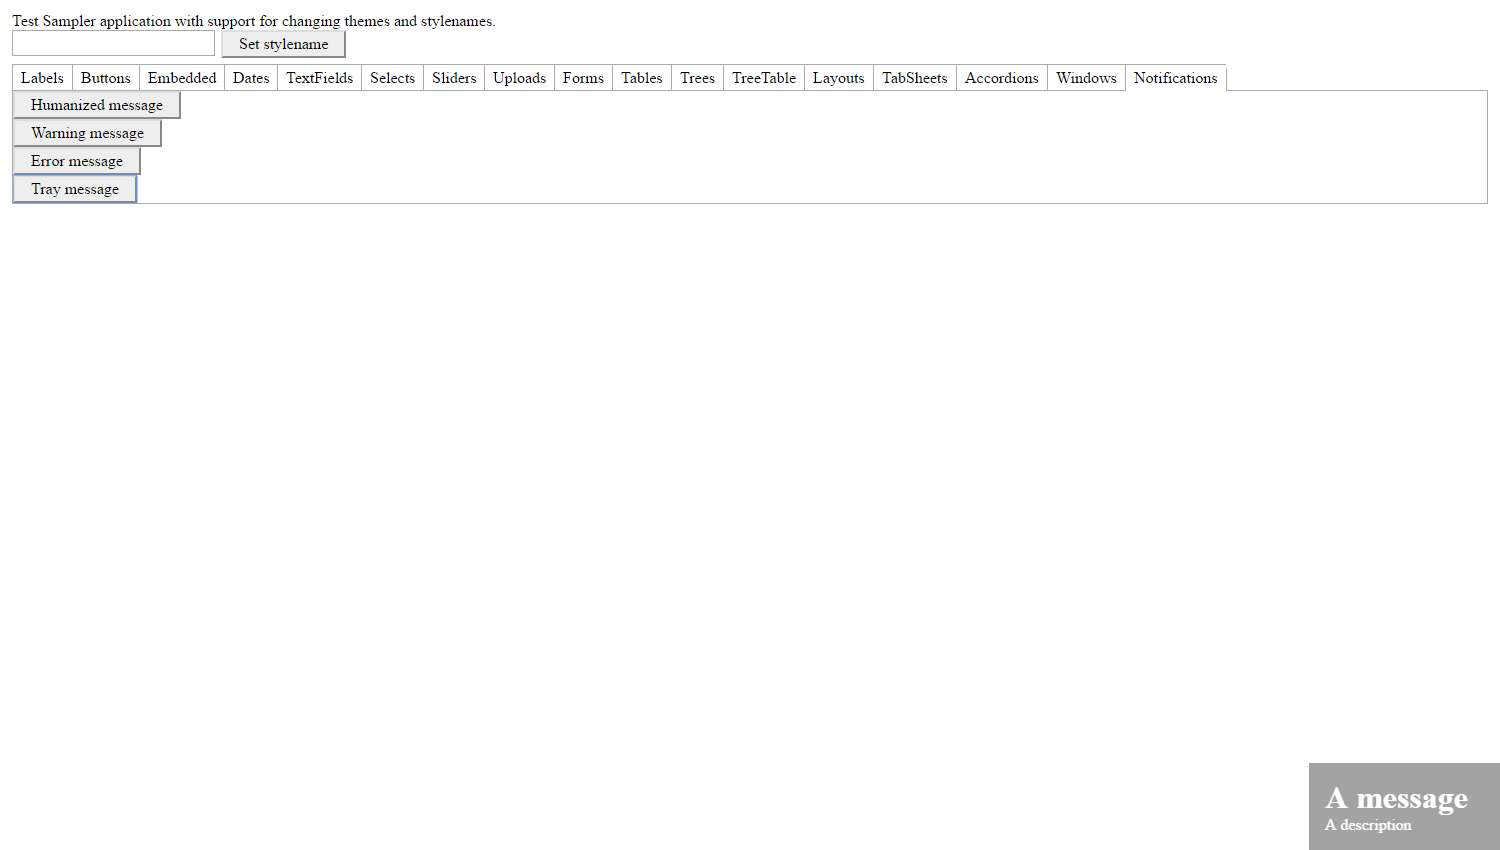 Test Sampler application with support for changing themes and stylenames.
Set stylename
Labels Buttons Embedded Dates TextFields Selects Sliders Uploads Forms Tables Trees TreeTable Layouts TabSheets Accordions Windows Notifications
Humanized message
Warning message
Error message
Tray message
A message
A description